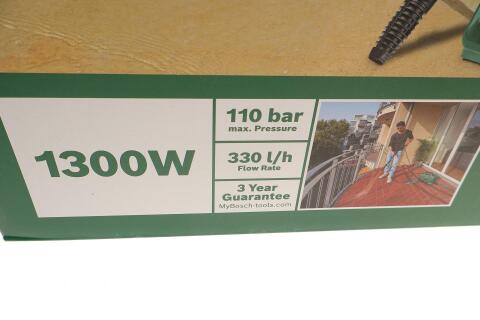 1300W
110 bar
max. Pressure
330 l/h
Flow Rate
3 Year
Guarantee
MyBosch-tools.com